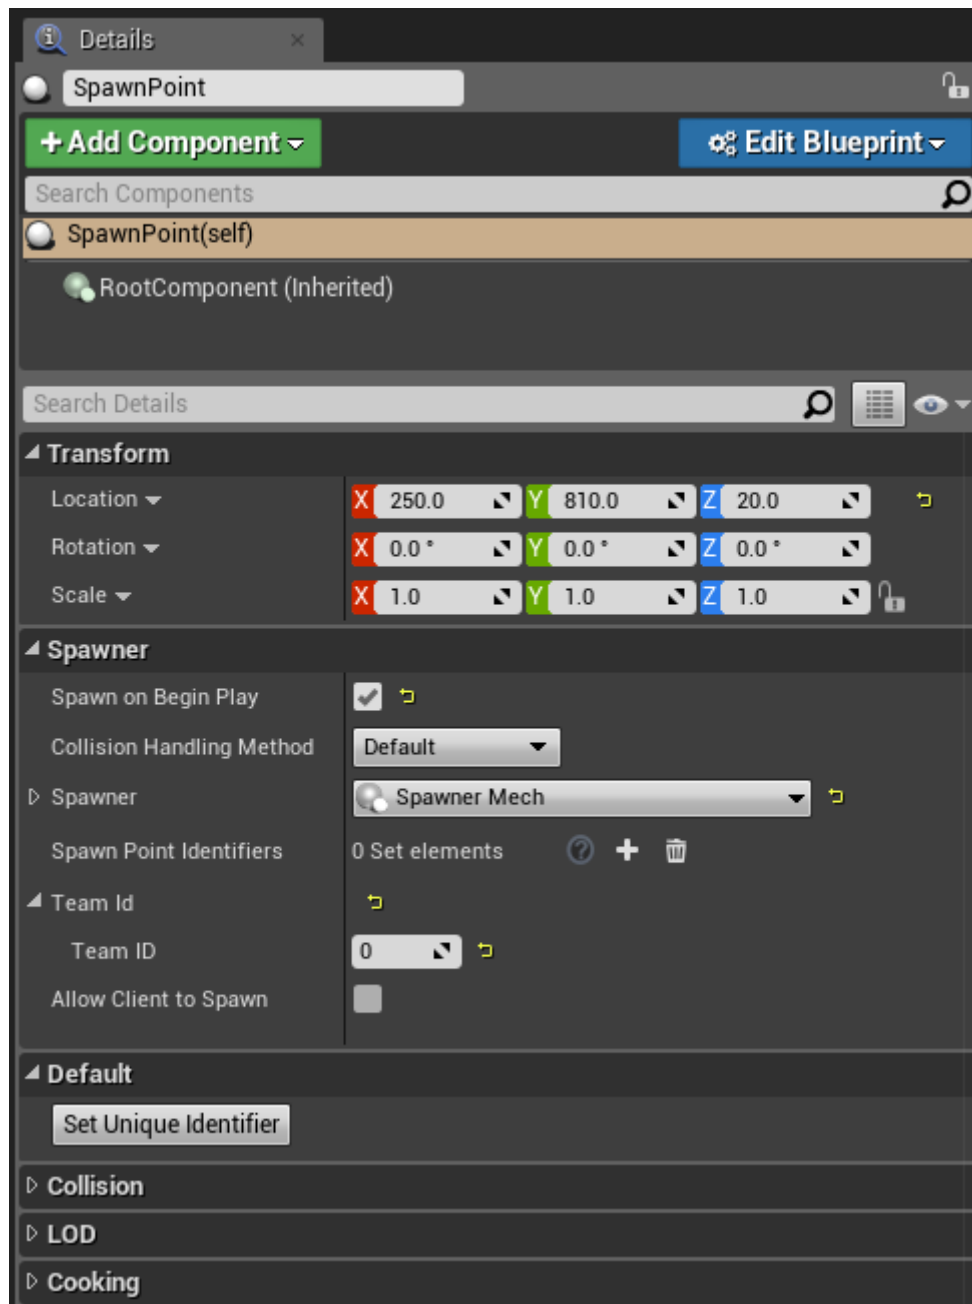 Details
SpawnPoint
+ Add Component
Edit Blueprint
Search Components
SpawnPoint(self)
RootComponent (Inherited)
Search Details
Transform
Location X 250.0 Y 810.0 Z 20.0
Rotation X 0.0 ° Y 0.0 ° Z 0.0 °
Scale X 1.0 Y 1.0 Z 1.0
Spawner
Spawn on Begin Play
Collision Handling Method Default
Spawner Spawner Mech
Spawn Point Identifiers 0 Set elements
Team Id
Team ID 0
Allow Client to Spawn
Default
Set Unique Identifier
Collision
LOD
Cooking